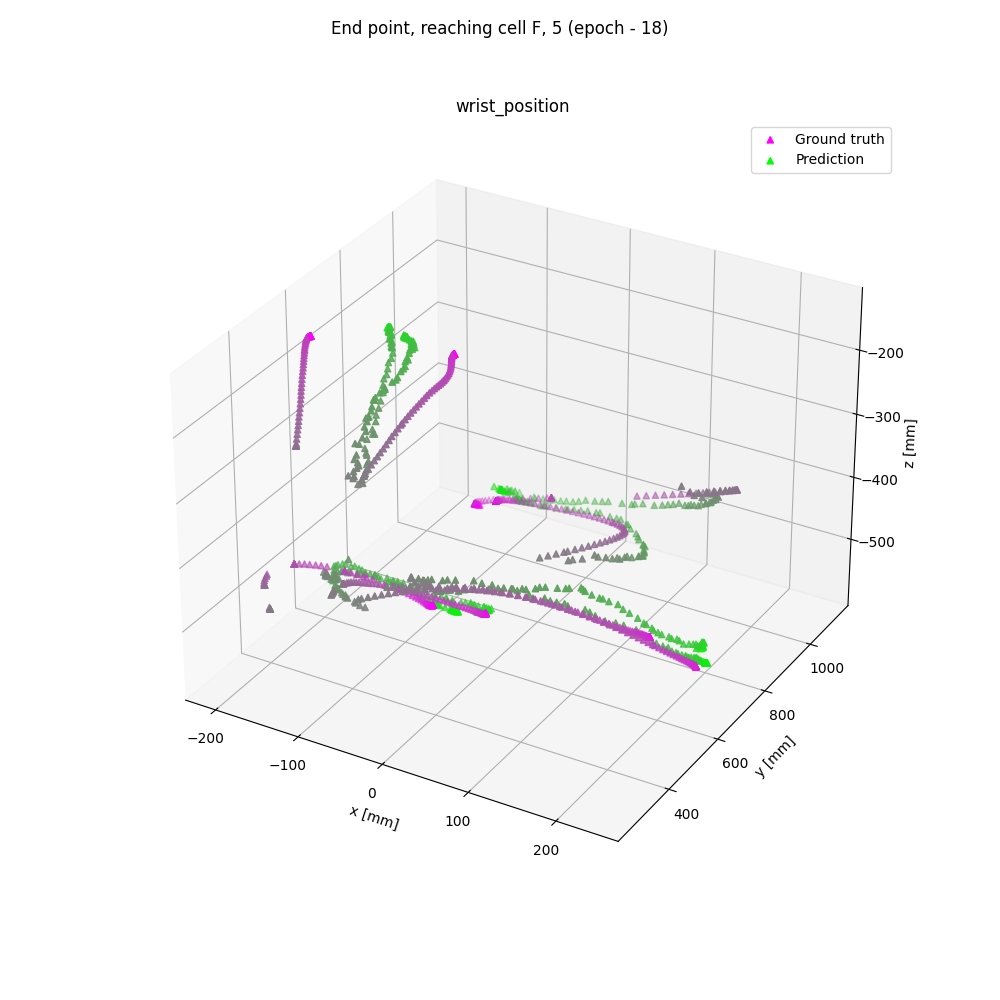 End point, reaching cell F, 5 (epoch - 18)
wrist_position
Ground truth
Prediction
−200
−300
−400
−500
z [mm]
1000
800
600
400
y [mm]
−200
−100
0
100
200
x [mm]